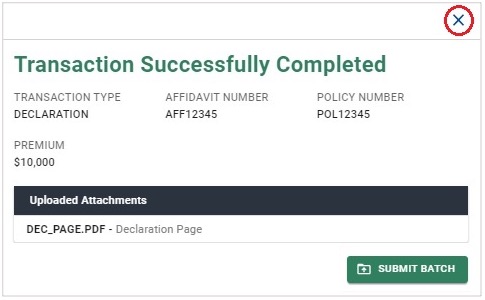 Transaction Successfully Completed
TRANSACTION TYPE AFFIDAVIT NUMBER POLICY NUMBER
DECLARATION AFF12345 POL12345
PREMIUM
$10,000
Uploaded Attachments
DEC_PAGE.PDF - Declaration Page
SUBMIT BATCH